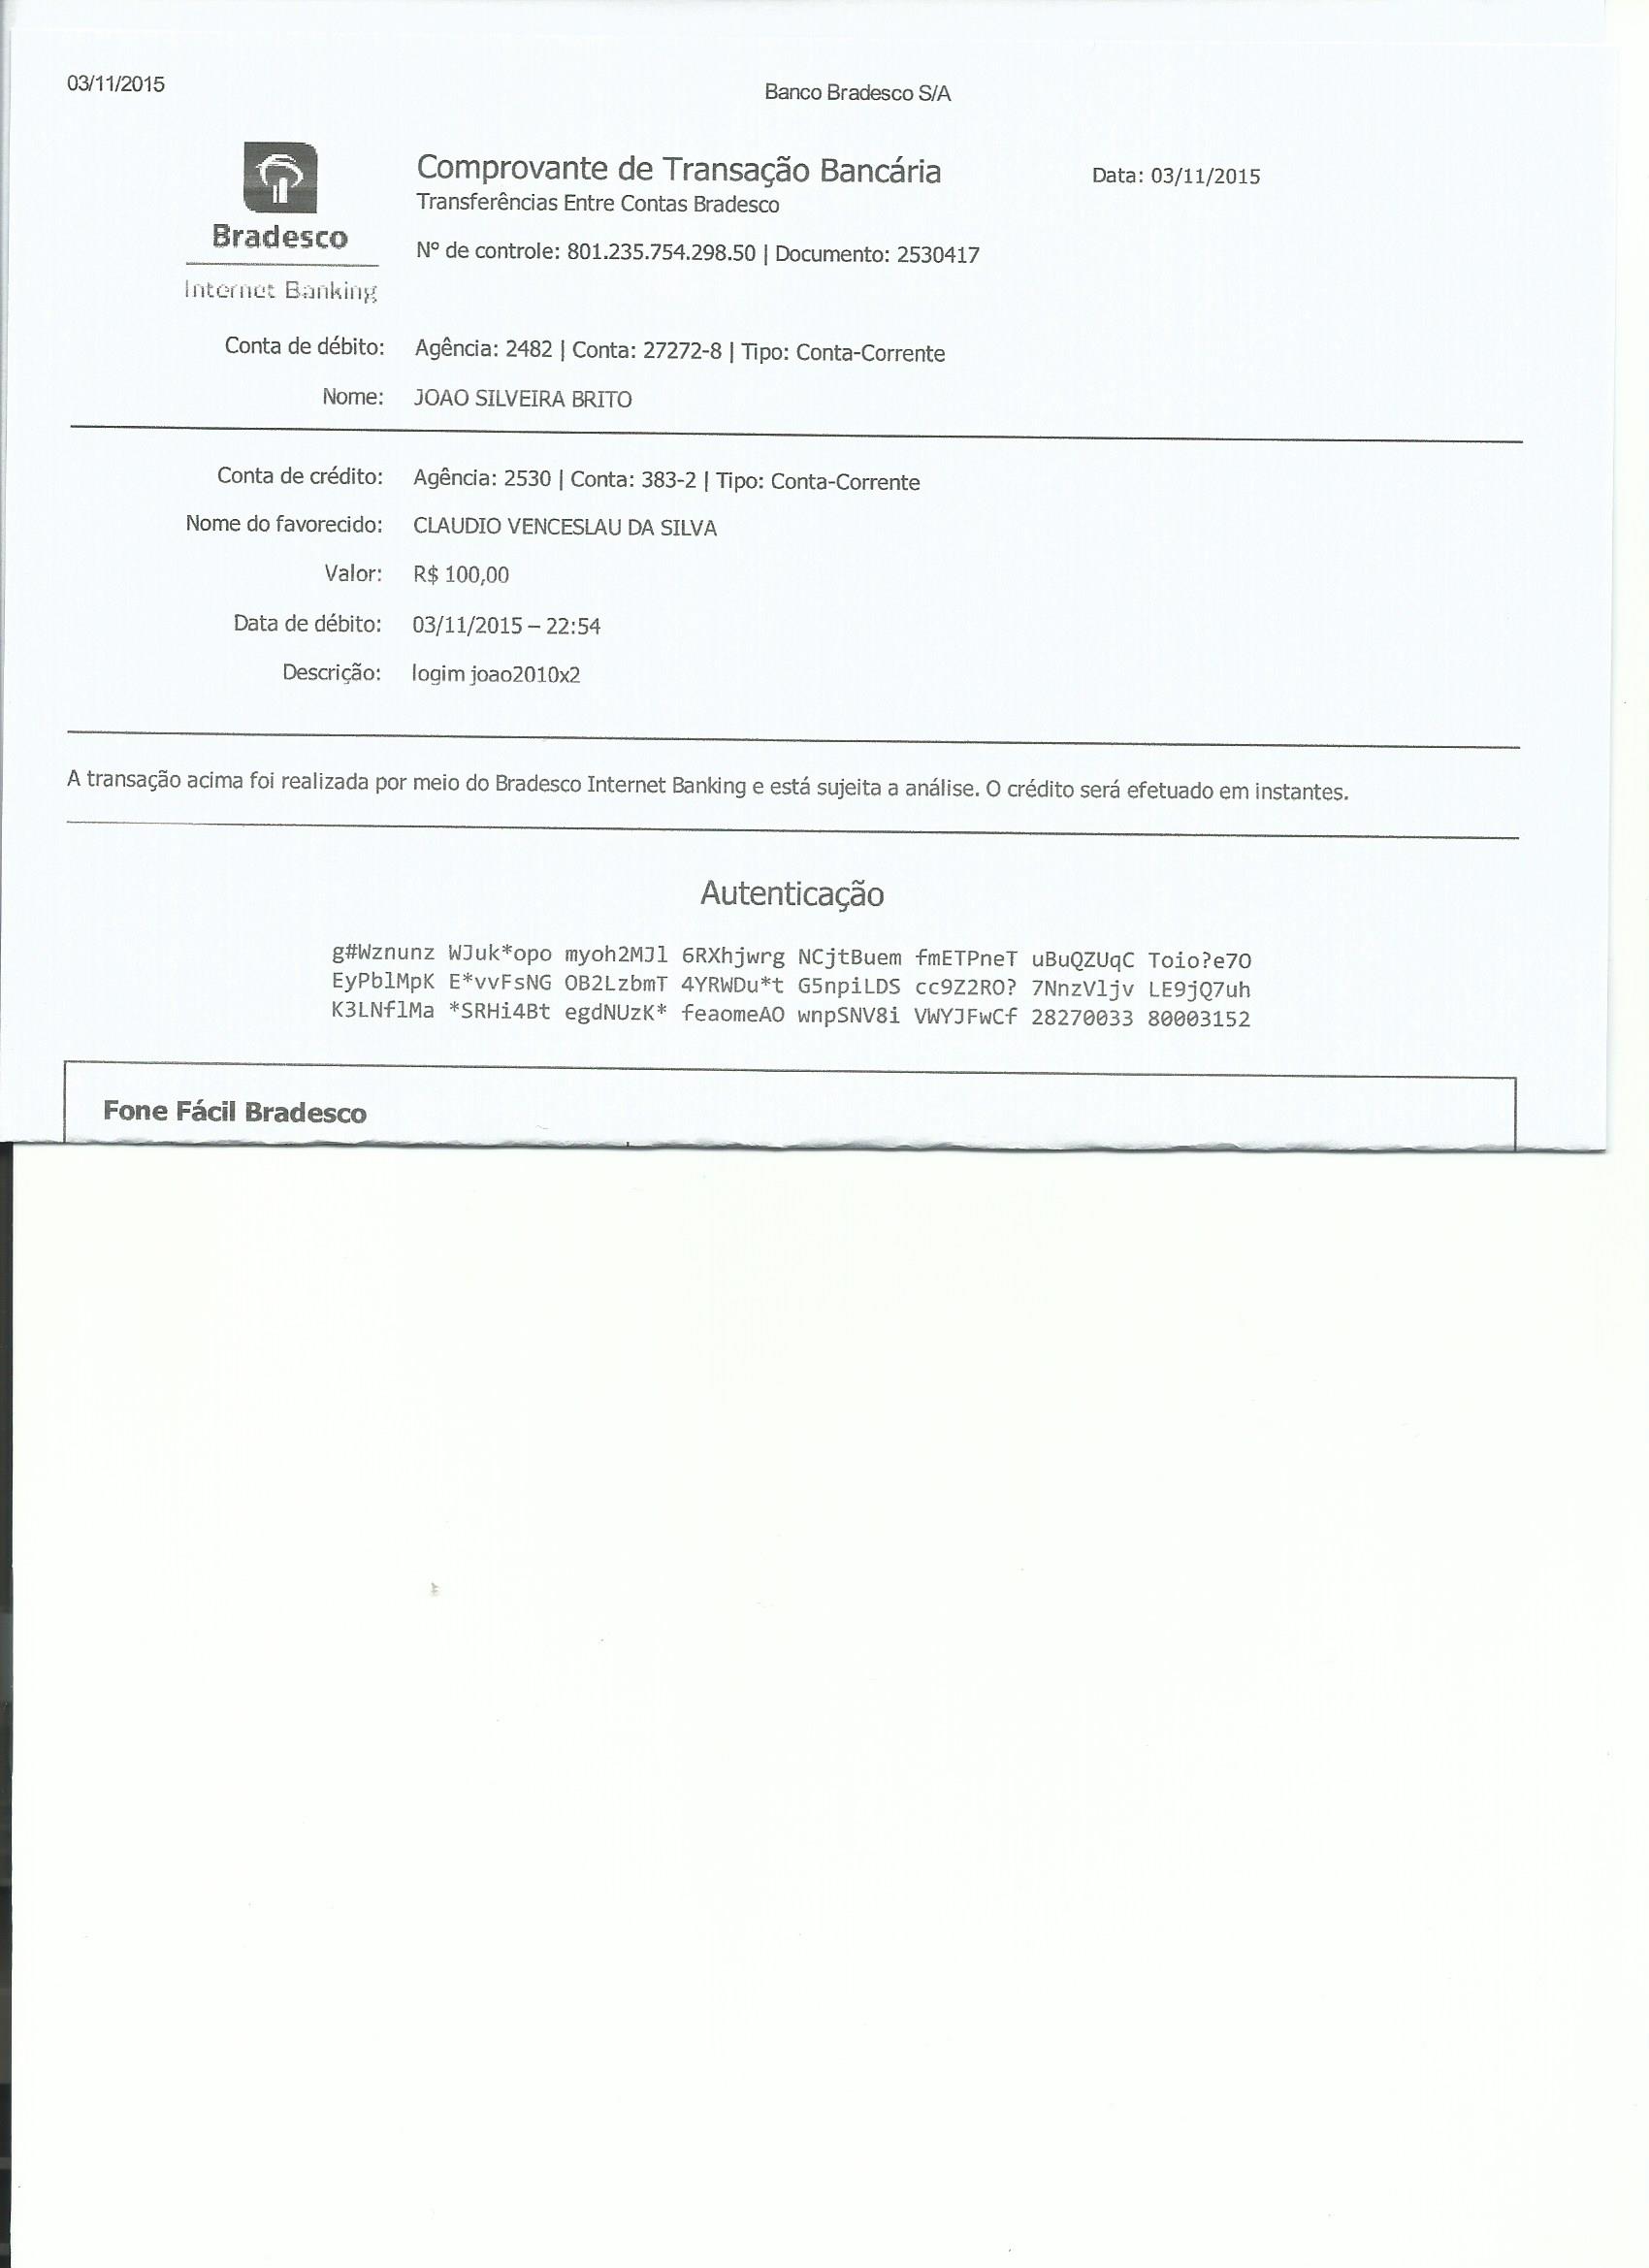 03/11/2015
Banco Bradesco S/A
Comprovante de Transação Bancária
Data: 03/11/2015
Transferências Entre Contas Bradesco
Bradesco
Nº de controle: 801.235.754.298.50 | Documento: 2530417
Internet Banking
Conta de débito: Agência: 2482 | Conta: 27272-8 | Tipo: Conta-Corrente
Nome: JOAO SILVEIRA BRITO
Conta de crédito: Agência: 2530 | Conta: 383-2 | Tipo: Conta-Corrente
Nome do favorecido: CLAUDIO VENCESLAU DA SILVA
Valor: R$ 100,00
Data de débito: 03/11/2015 – 22:54
Descrição: logim joao2010x2
A transação acima foi realizada por meio do Bradesco Internet Banking e está sujeita a análise. O crédito será efetuado em instantes.
Autenticação
g#Wznunz WJuk*opo myoh2MJl 6RXhjwrg NCjtBuem fmETPneT uBuQZUqC Toio?e7O
EyPblMpK E*vvFsNG OB2LzbmT 4YRWDu*t G5npiLDS cc9Z2RO? 7NnzVljv LE9jQ7uh
K3LNflMa *SRHi4Bt egdNUzK* feaomeAO wnpSNV8i VWYJFwCf 28270033 80003152
Fone Fácil Bradesco